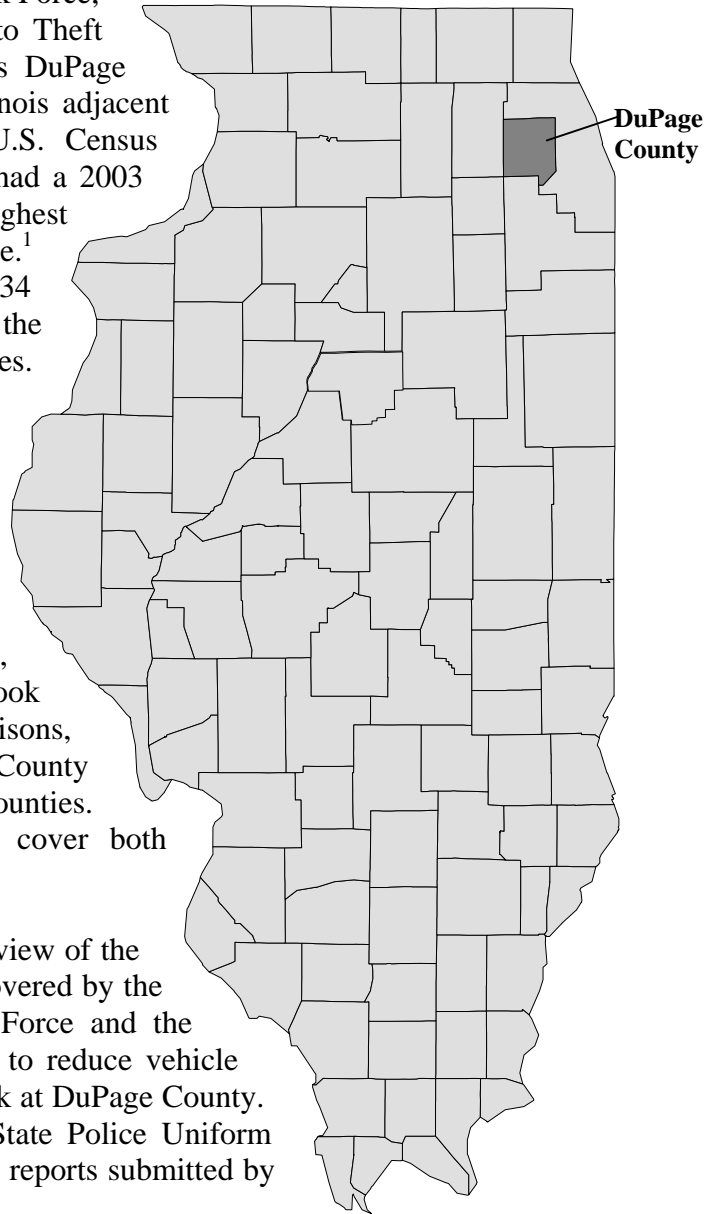 k Force,
to Theft
s DuPage
nois adjacent
U.S. Census
had a 2003
ghest
e.1
34
the
es.
,
ook
isons,
County
ounties.
cover both
view of the
overed by the
Force and the
to reduce vehicle
k at DuPage County.
State Police Uniform
reports submitted by
DuPage
County